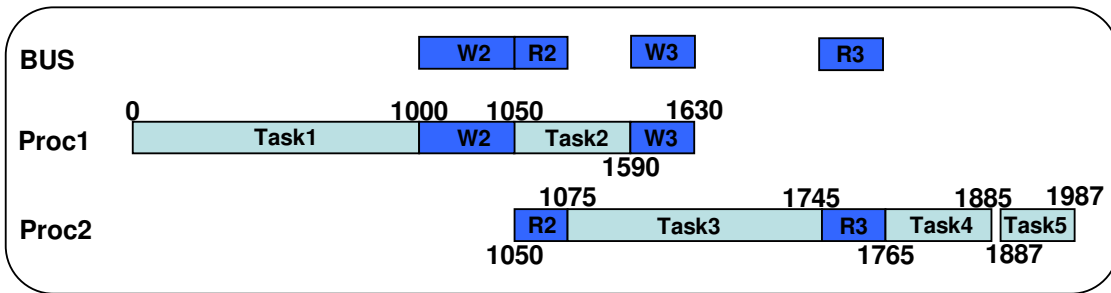 BUS W2 R2 W3 R3
0 1000 1050 1630
Proc1 Task1 W2 Task2 W3
1590
1075 1745 1885 1987
Proc2 R2 Task3 R3 Task4 Task5
1050 1765 1887